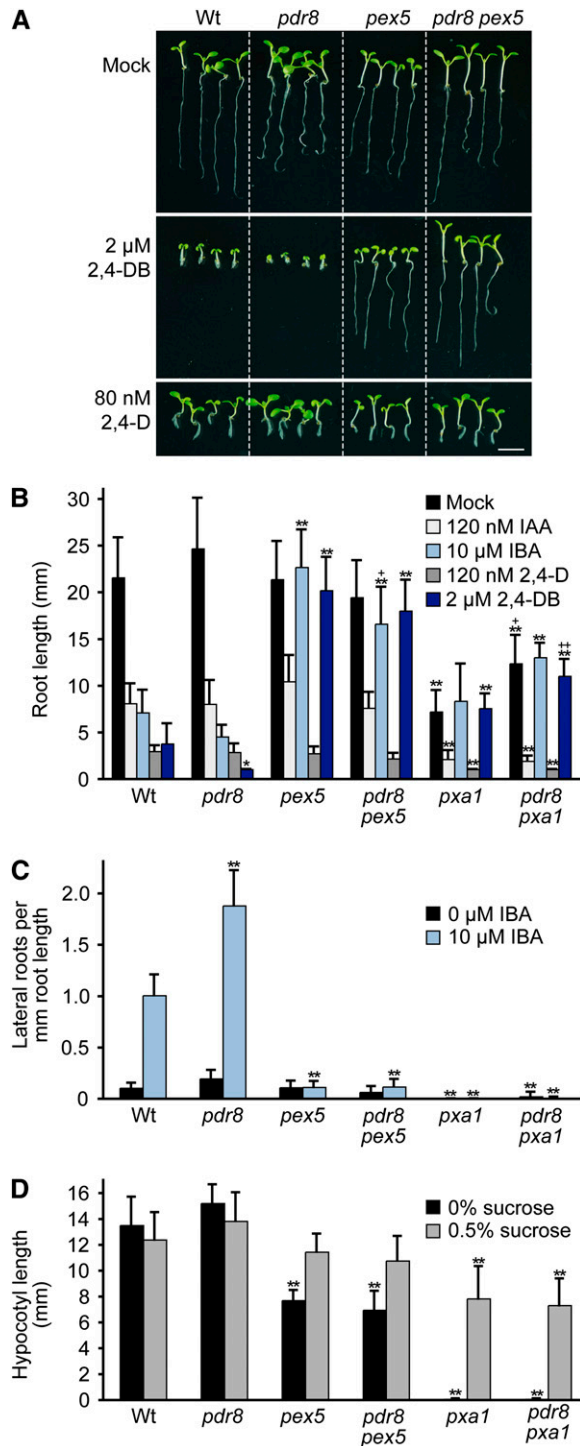 A
Wt pdr8 pex5 pdr8 pex5
Mock
2 µM
2,4-DB
80 nM
2,4-D
B
Root length (mm)
30
25
20
15
10
5
0
Mock
120 nM IAA
10 µM IBA
120 nM 2,4-D
2 µM 2,4-DB
*
** **
+
** **
** ** ** **
+
** ** ** ** ++
**
Wt pdr8 pex5 pdr8 pxa1 pdr8
pex5 pxa1
C
Lateral roots per
mm root length
2.0
1.5
1.0
0.5
0
0 µM IBA
10 µM IBA
**
** ** ** ** ** **
Wt pdr8 pex5 pdr8 pxa1 pdr8
pex5 pxa1
D
Hypocotyl length
(mm)
16
14
12
10
8
6
4
2
0
0% sucrose
0.5% sucrose
** ** ** ** ** **
Wt pdr8 pex5 pdr8 pxa1 pdr8
pex5 pxa1